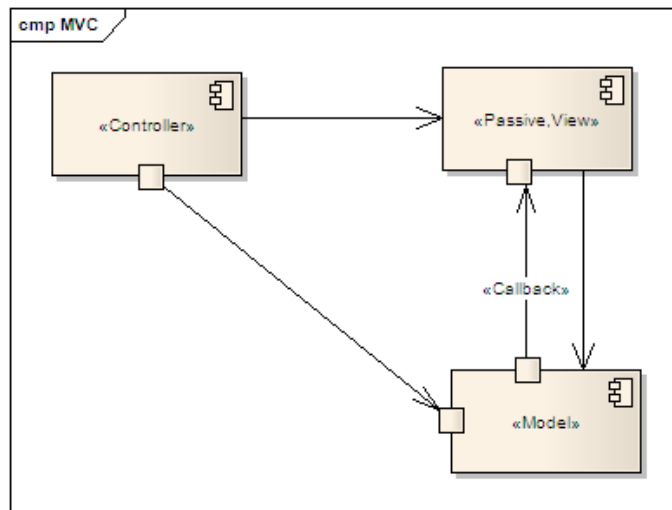 cmp MVC
«Controller»
«Passive,View»
«Callback»
«Model»